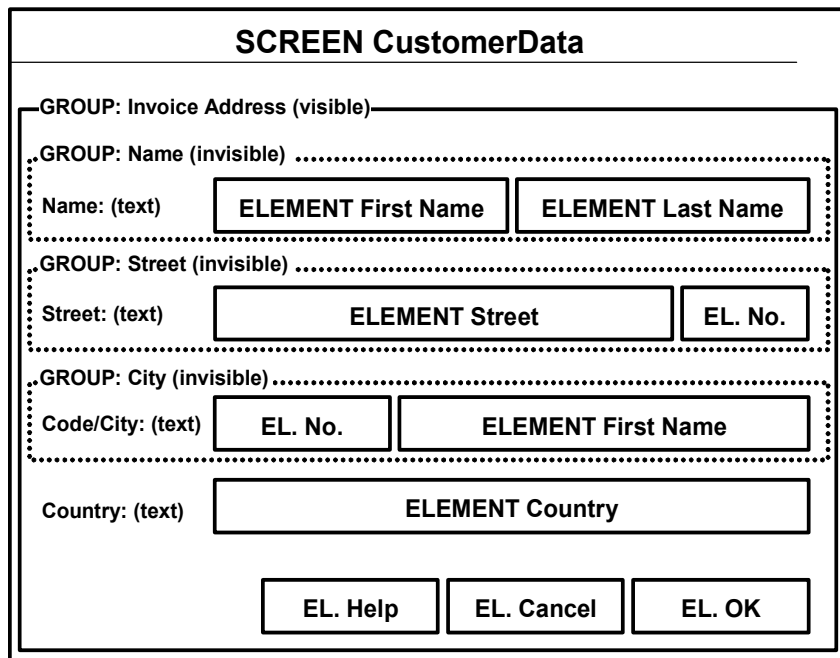 SCREEN CustomerData
GROUP: Invoice Address (visible)
GROUP: Name (invisible)
Name: (text) ELEMENT First Name ELEMENT Last Name
GROUP: Street (invisible)
Street: (text) ELEMENT Street EL. No.
GROUP: City (invisible)
Code/City: (text) EL. No. ELEMENT First Name
Country: (text) ELEMENT Country
EL. Help EL. Cancel EL. OK